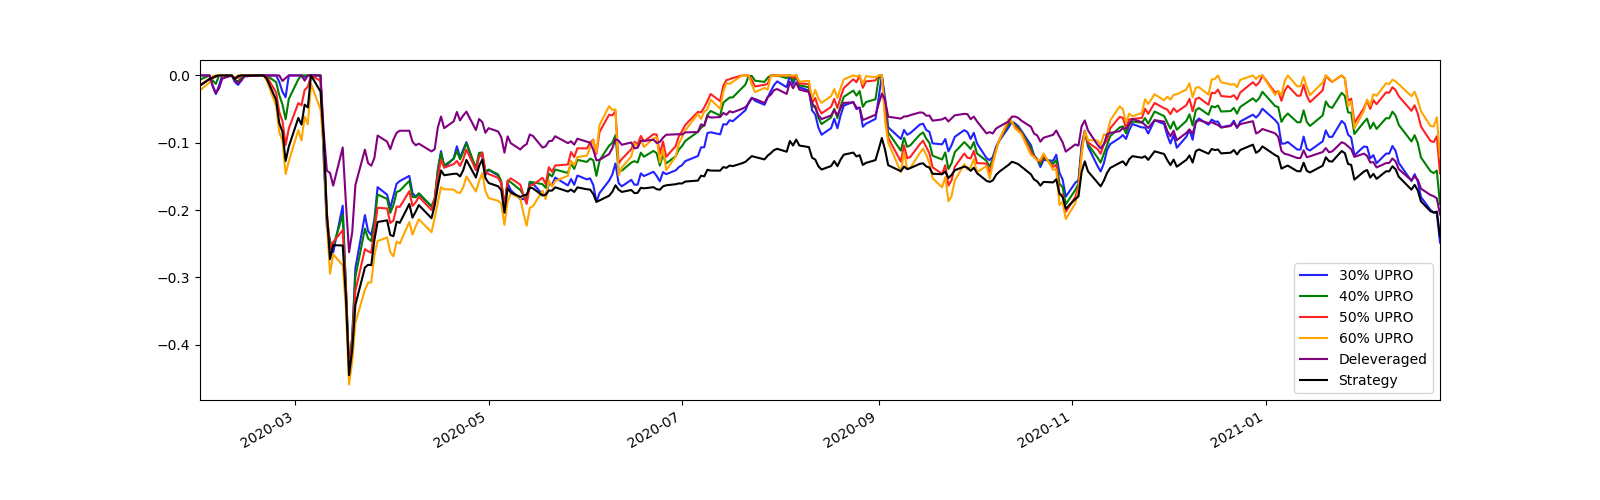 0.0
−0.1
−0.2
−0.3
−0.4
2020-03
2020-05
2020-07
2020-09
2020-11
2021-01
30% UPRO
40% UPRO
50% UPRO
60% UPRO
Deleveraged
Strategy